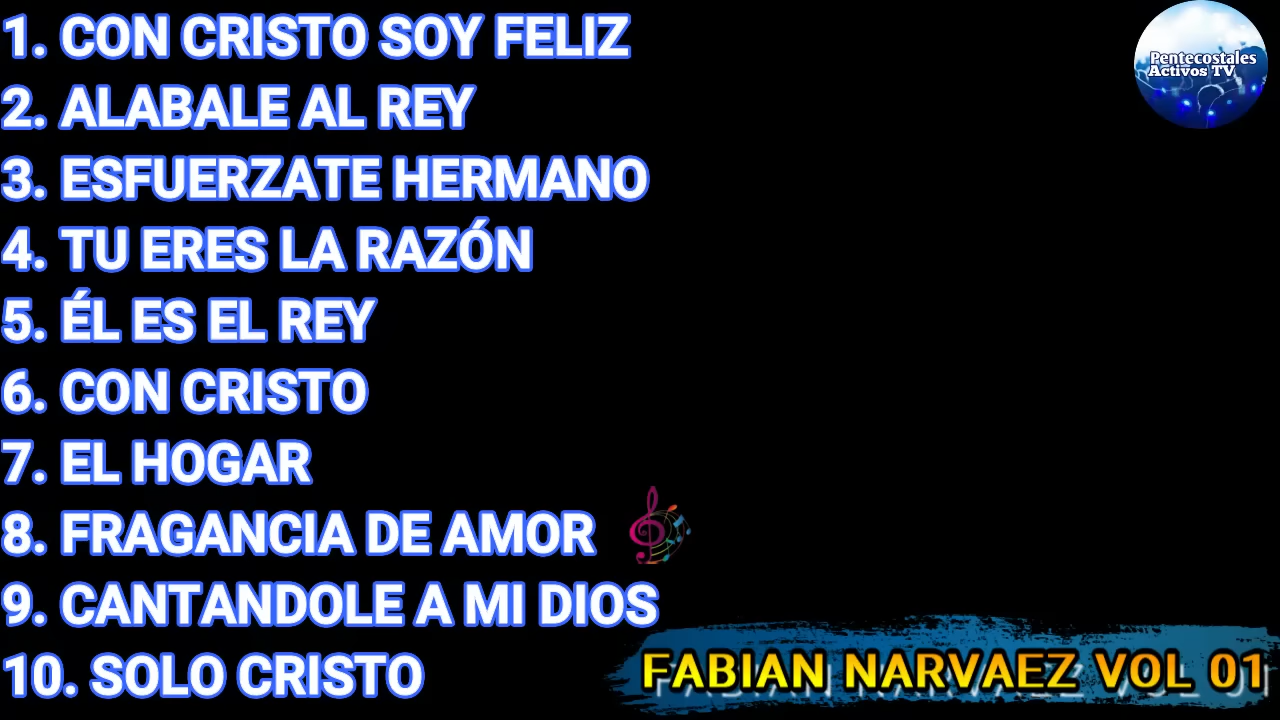 1. CON CRISTO SOY FELIZ
2. ALABALE AL REY
3. ESFUERZATE HERMANO
4. TU ERES LA RAZÓN
5. ÉL ES EL REY
6. CON CRISTO
7. EL HOGAR
8. FRAGANCIA DE AMOR
9. CANTANDOLE A MI DIOS
10. SOLO CRISTO
Pentecostales
Activos TV
FABIAN NARVAEZ VOL 01